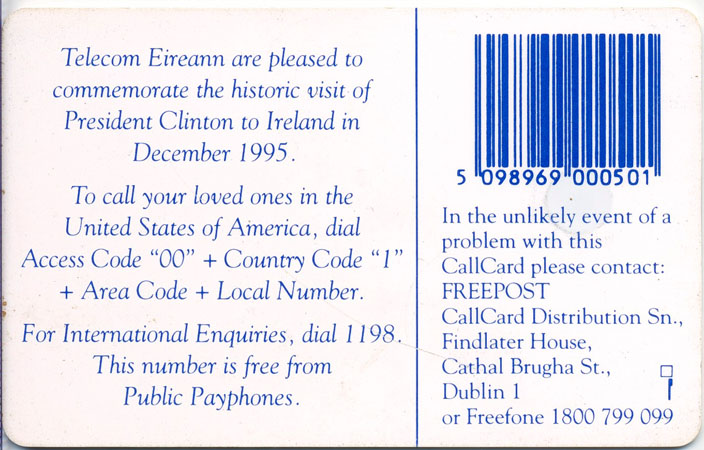 Telecom Eireann are pleased to
commemorate the historic visit of
President Clinton to Ireland in
December 1995.
To call your loved ones in the
United States of America, dial
Access Code “00” + Country Code “1”
+ Area Code + Local Number.
For International Enquiries, dial 1198.
This number is free from
Public Payphones.
5 098969 000501
In the unlikely event of a
problem with this
CallCard please contact:
FREEPOST
CallCard Distribution Sn.,
Findlater House,
Cathal Brugha St.,
Dublin 1
or Freefone 1800 799 099